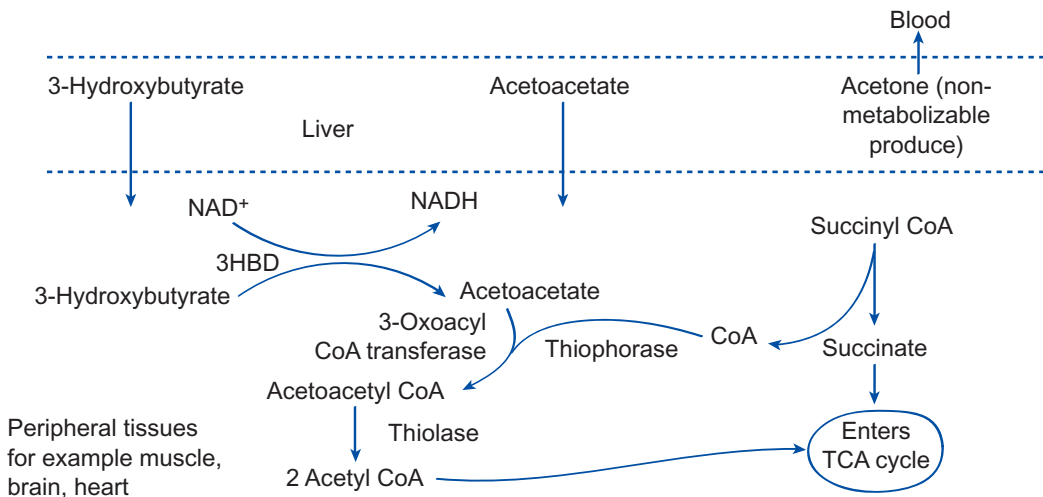 Blood
3-Hydroxybutyrate
Acetoacetate
Acetone (non-
metabolizable
produce)
Liver
NAD⁺
NADH
Succinyl CoA
3HBD
3-Hydroxybutyrate
Acetoacetate
3-Oxoacyl
CoA transferase
Thiophorase
CoA
Succinate
Acetoacetyl CoA
Thiolase
Peripheral tissues
for example muscle,
brain, heart
2 Acetyl CoA
Enters
TCA cycle